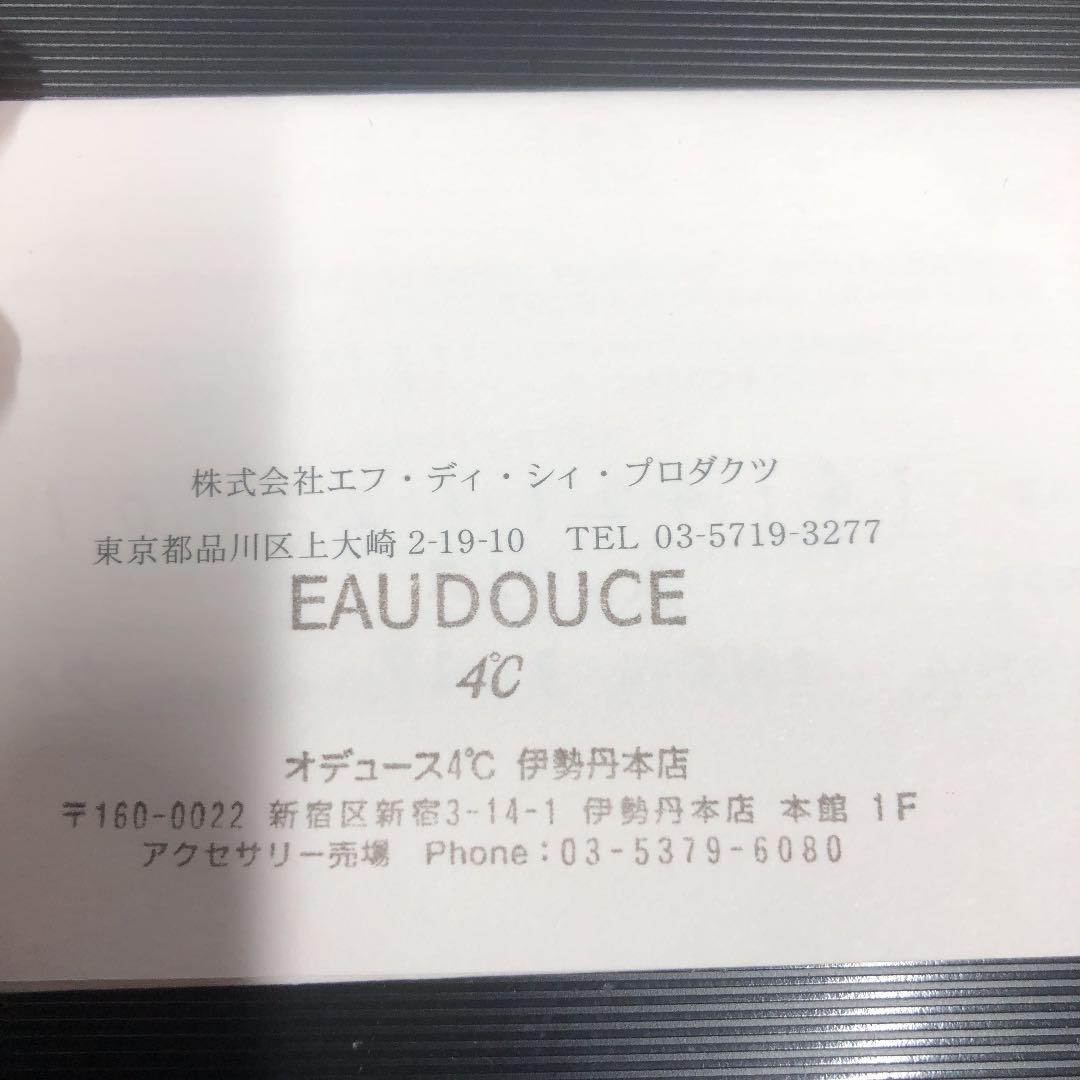 株式会社エフ・ディ・シィ・プロダクツ
東京都品川区上大崎2-19-10 TEL 03-5719-3277
EAUDOUCE
4℃
オデュース4℃ 伊勢丹本店
〒160-0022 新宿区新宿3-14-1 伊勢丹本店 本館 1F
アクセサリー売場 Phone:03-5379-6080